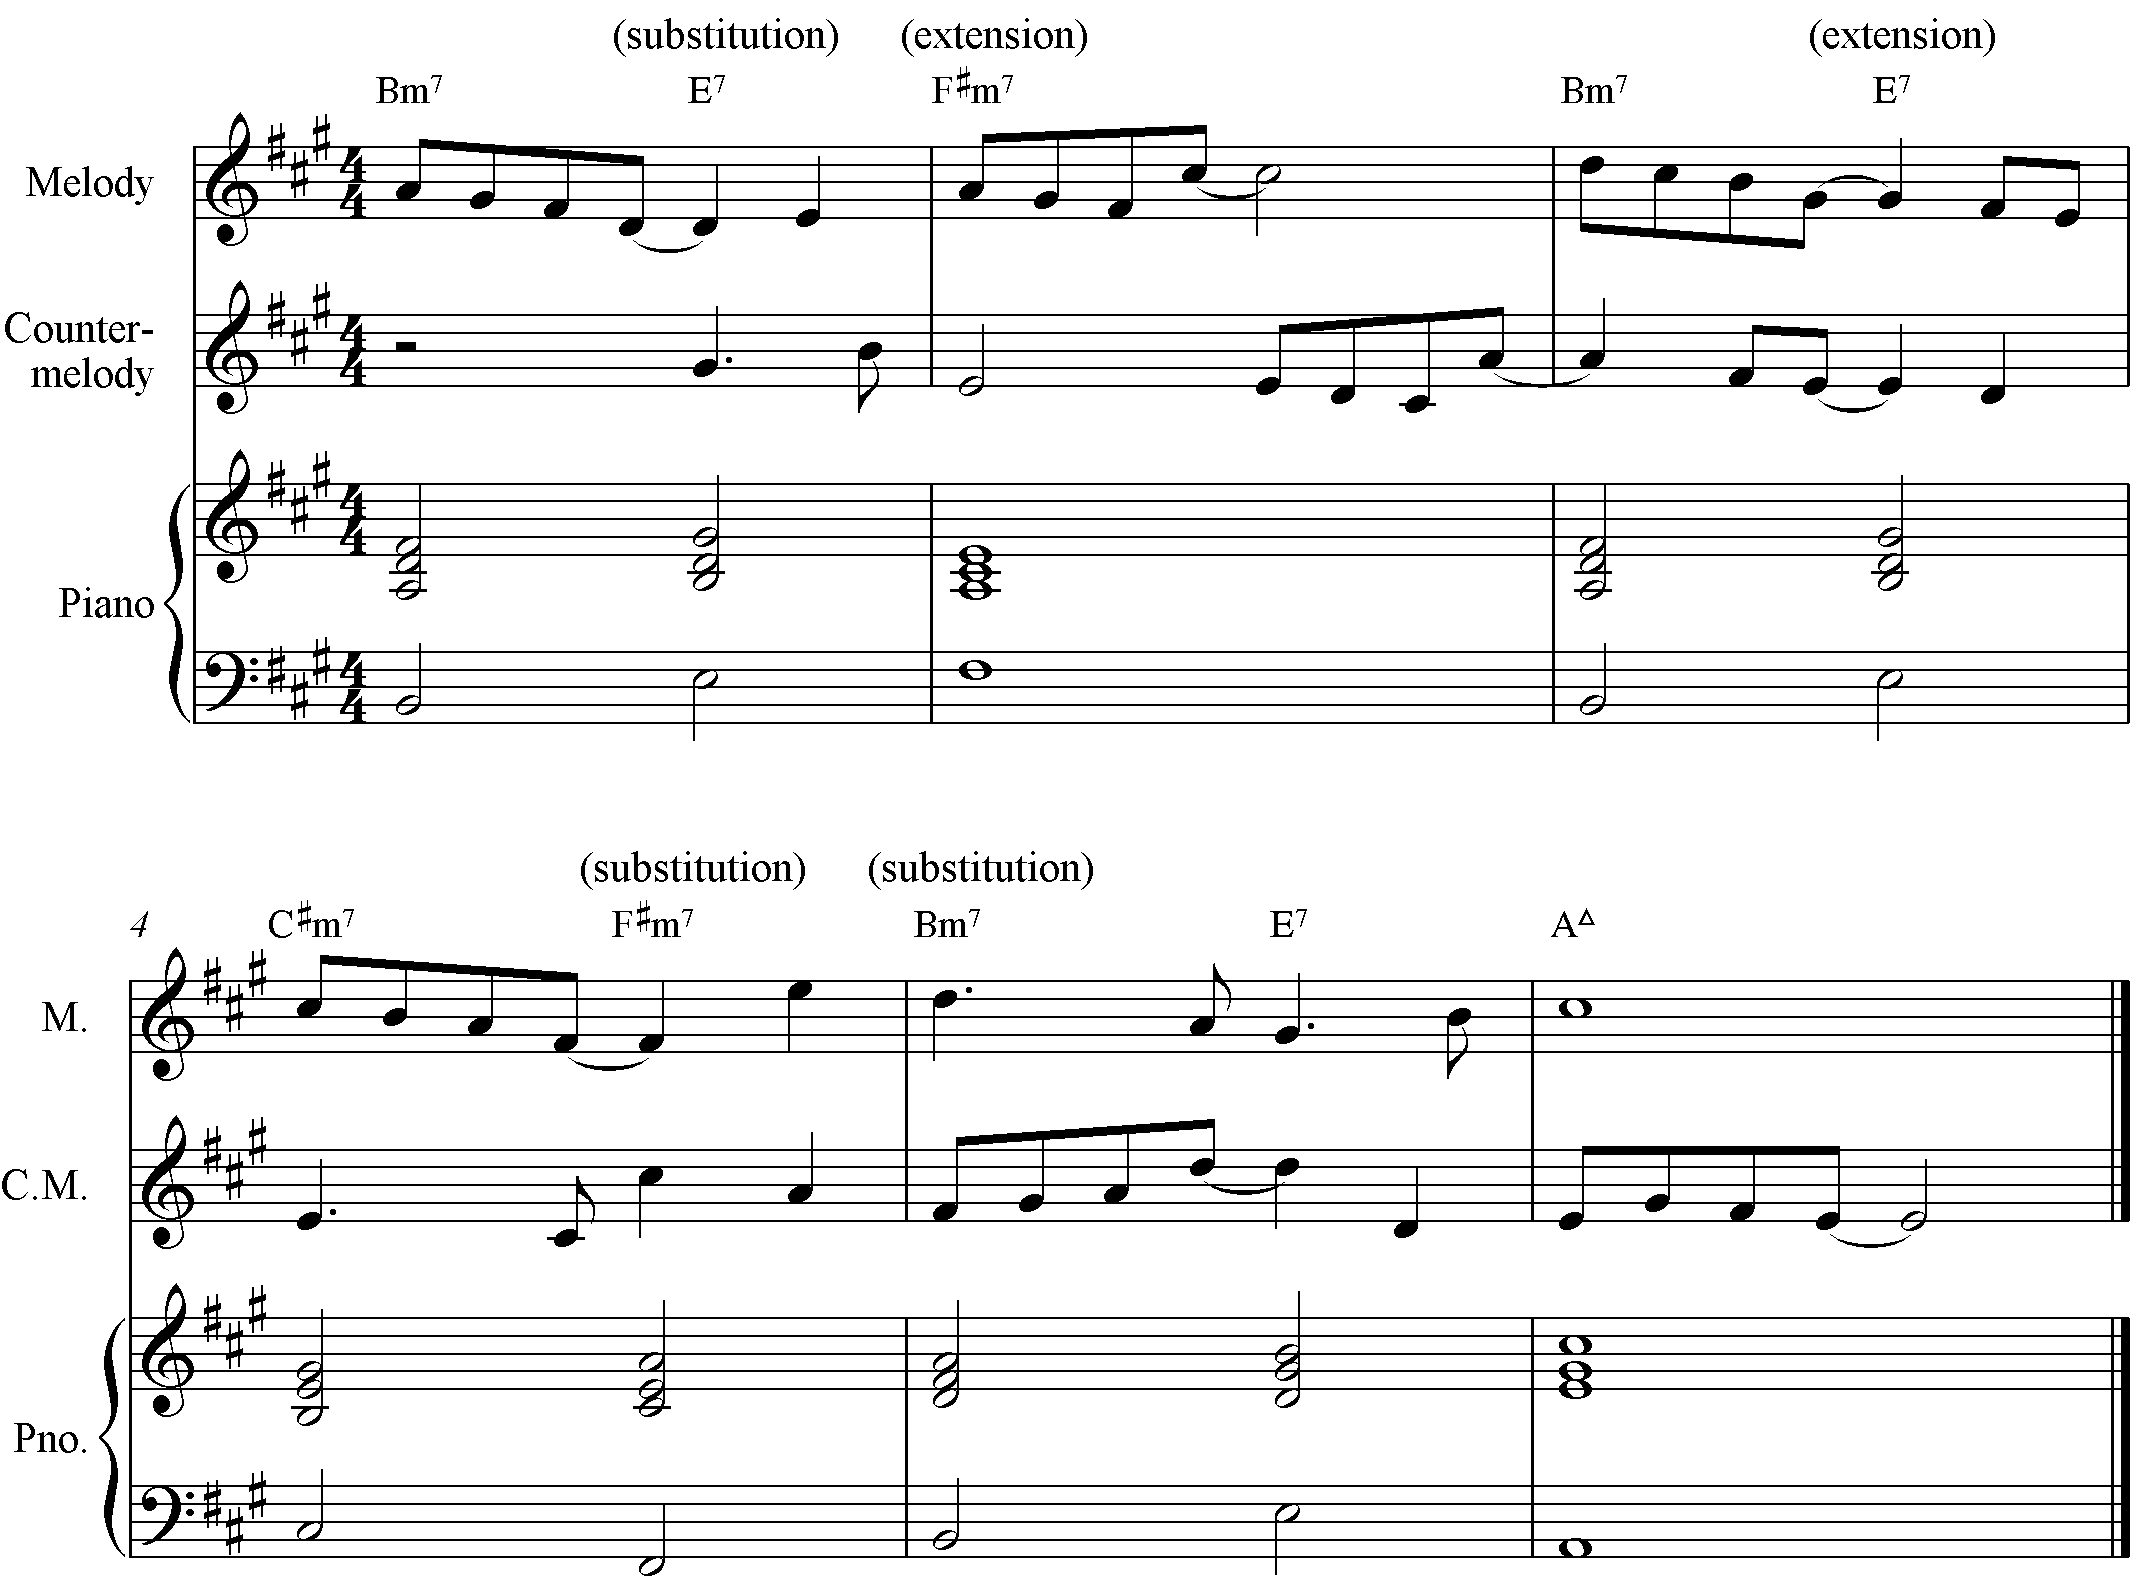 (substitution) (extension) (extension)
Bm7 E7 F♯m7 Bm7 E7
Melody
Counter-
melody
Piano
(substitution) (substitution)
4 C♯m7 F♯m7 Bm7 E7 A△
M.
C.M.
Pno.